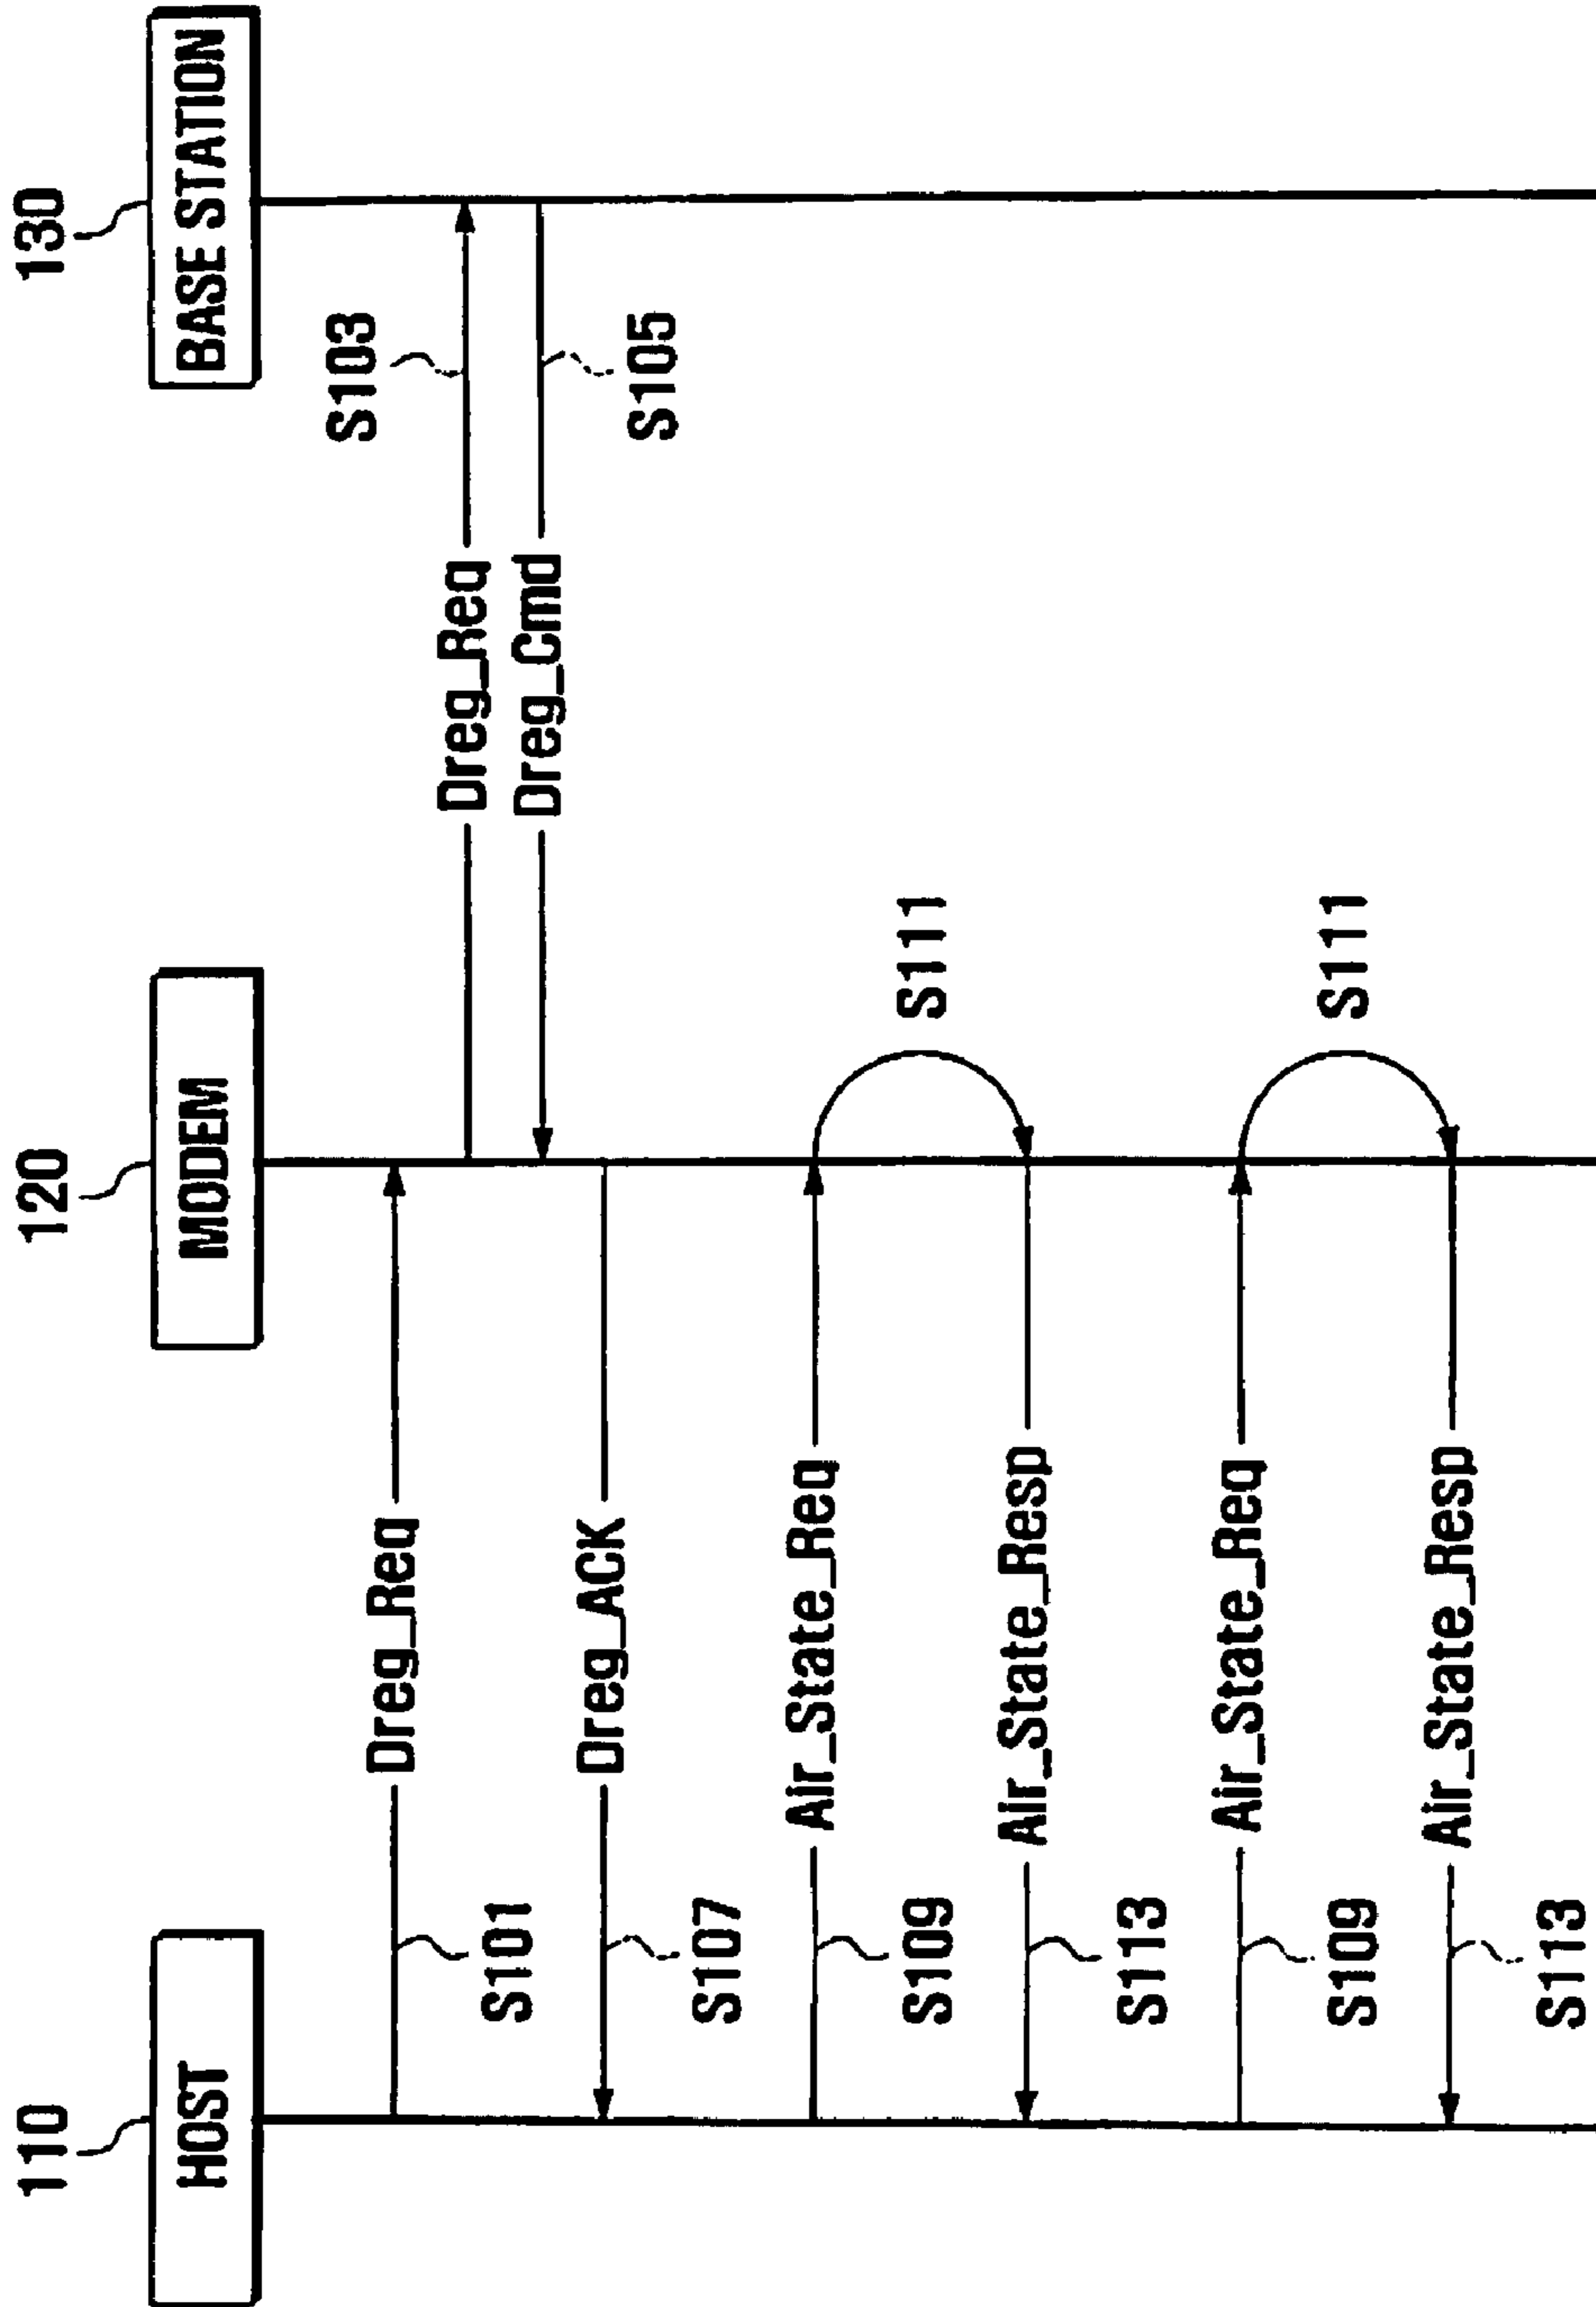 110
120
130
HOST
MODEM
BASE STATION
Dreg_Req
S101
Dreg_Req
S103
Dreg_Cmd
S105
Dreg_ACK
S107
Air_State_Req
S109
S111
Air_State_Resp
S113
Air_State_Req
S109
S111
Air_State_Resp
S113